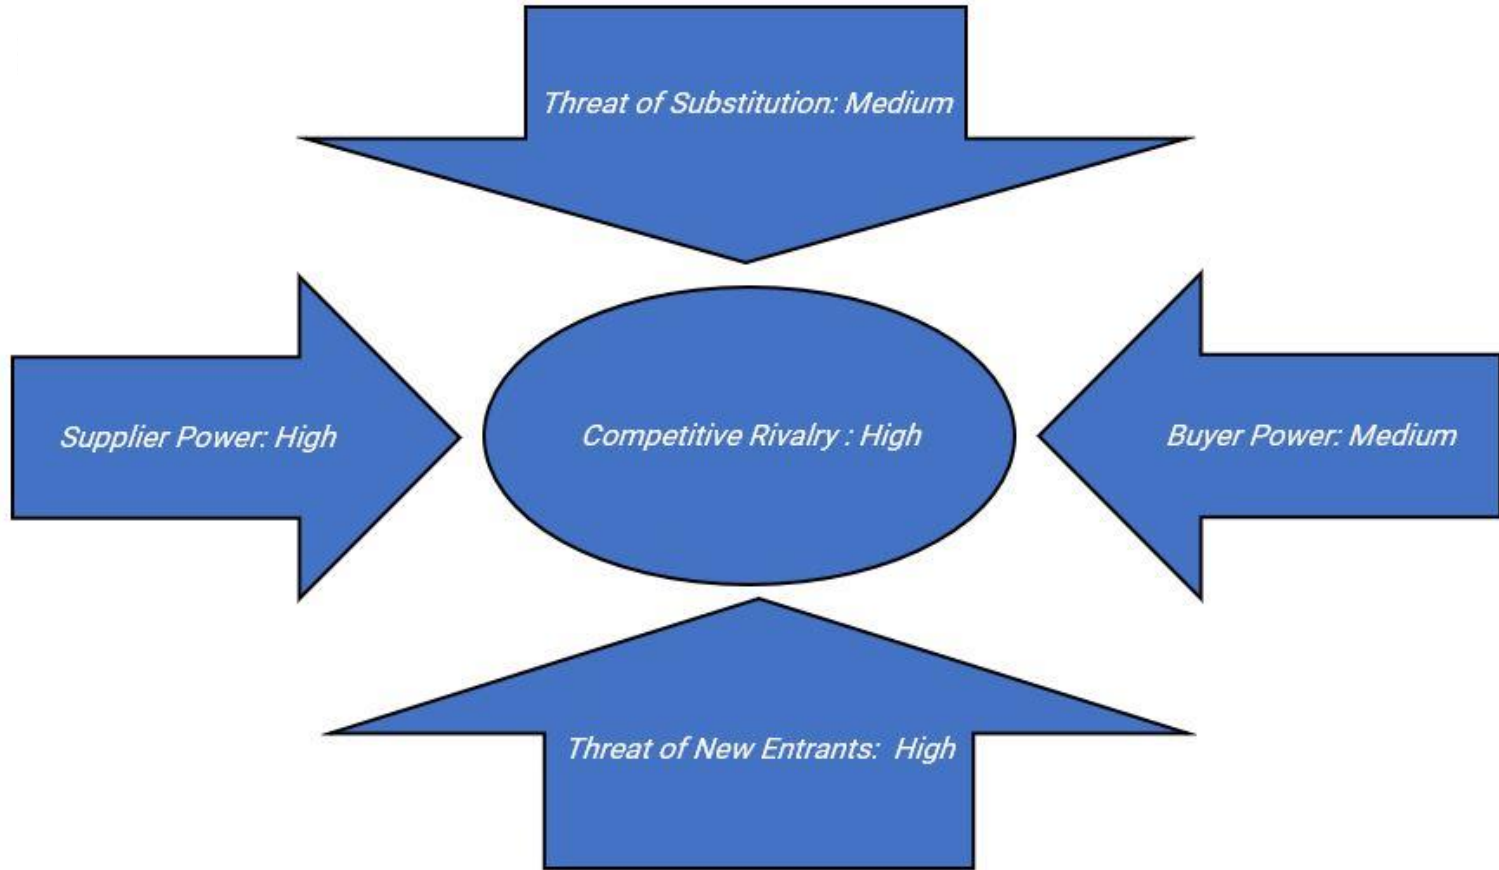 Threat of Substitution: Medium
Supplier Power: High
Competitive Rivalry : High
Buyer Power: Medium
Threat of New Entrants:  High